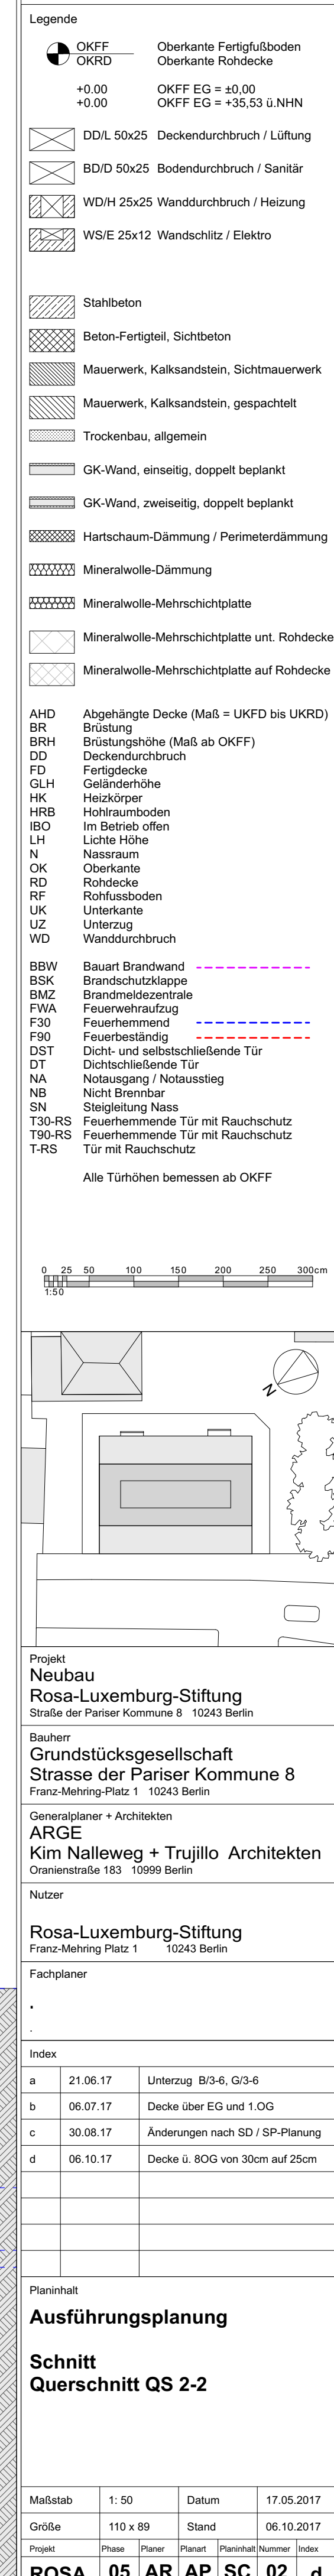 Legende
OKFF Oberkante Fertigfußboden
OKRD Oberkante Rohdecke
+0.00 OKFF EG = ±0,00
+0.00 OKFF EG = +35,53 ü.NHN
DD/L 50x25 Deckendurchbruch / Lüftung
BD/D 50x25 Bodendurchbruch / Sanitär
WD/H 25x25 Wanddurchbruch / Heizung
WS/E 25x12 Wandschlitz / Elektro
Stahlbeton
Beton-Fertigteil, Sichtbeton
Mauerwerk, Kalksandstein, Sichtmauerwerk
Mauerwerk, Kalksandstein, gespachtelt
Trockenbau, allgemein
GK-Wand, einseitig, doppelt beplankt
GK-Wand, zweiseitig, doppelt beplankt
Hartschaum-Dämmung / Perimeterdämmung
Mineralwolle-Dämmung
Mineralwolle-Mehrschichtplatte
Mineralwolle-Mehrschichtplatte unt. Rohdecke
Mineralwolle-Mehrschichtplatte auf Rohdecke
AHD Abgehängte Decke (Maß = UKFD bis UKRD)
BR Brüstung
BRH Brüstungshöhe (Maß ab OKFF)
DD Deckendurchbruch
FD Fertigdecke
GLH Geländerhöhe
HK Heizkörper
HRB Hohlraumboden
IBO Im Betrieb offen
LH Lichte Höhe
N Nassraum
OK Oberkante
RD Rohdecke
RF Rohfussboden
UK Unterkante
UZ Unterzug
WD Wanddurchbruch
BBW Bauart Brandwand
BSK Brandschutzklappe
BMZ Brandmeldezentrale
FWA Feuerwehraufzug
F30 Feuerhemmend
F90 Feuerbeständig
DST Dicht- und selbstschließende Tür
DT Dichtschließende Tür
NA Notausgang / Notausstieg
NB Nicht Brennbar
SN Steigleitung Nass
T30-RS Feuerhemmende Tür mit Rauchschutz
T90-RS Feuerhemmende Tür mit Rauchschutz
T-RS Tür mit Rauchschutz
Alle Türhöhen bemessen ab OKFF
0 25 50 100 150 200 250 300cm
1:50
N
Projekt
Neubau
Rosa-Luxemburg-Stiftung
Straße der Pariser Kommune 8 10243 Berlin
Bauherr
Grundstücksgesellschaft
Strasse der Pariser Kommune 8
Franz-Mehring-Platz 1 10243 Berlin
Generalplaner + Architekten
ARGE
Kim Nalleweg + Trujillo Architekten
Oranienstraße 183 10999 Berlin
Nutzer
Rosa-Luxemburg-Stiftung
Franz-Mehring Platz 1 10243 Berlin
Fachplaner
.
.
Index
a 21.06.17 Unterzug B/3-6, G/3-6
b 06.07.17 Decke über EG und 1.OG
c 30.08.17 Änderungen nach SD / SP-Planung
d 06.10.17 Decke ü. 8OG von 30cm auf 25cm
Planinhalt
Ausführungsplanung
Schnitt
Querschnitt QS 2-2
Maßstab 1: 50 Datum 17.05.2017
Größe 110 x 89 Stand 06.10.2017
Projekt Phase Planer Planart Planinhalt Nummer Index
ROSA 05 AR AP SC 02 d